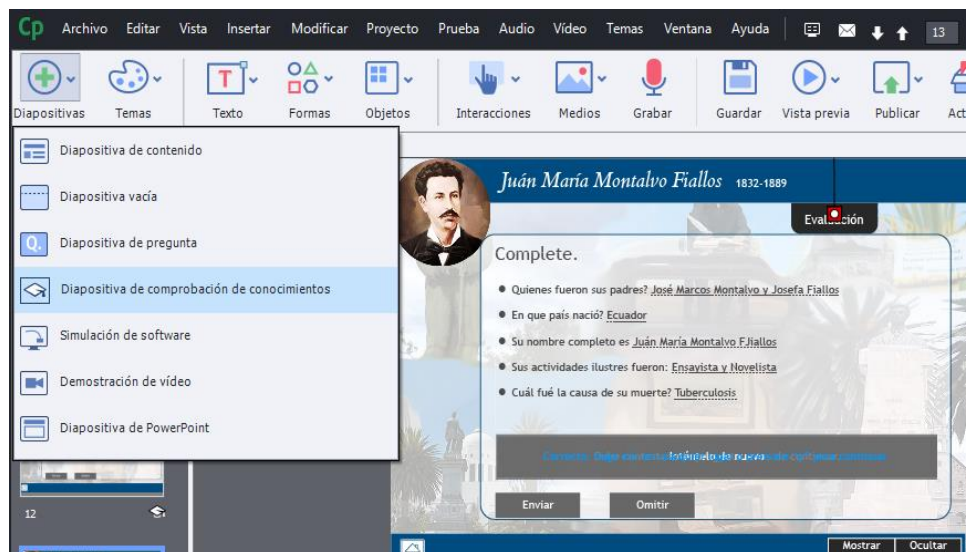 Cp Archivo Editar Vista Insertar Modificar Proyecto Prueba Audio Vídeo Temas Ventana Ayuda 13
Diapositivas Temas Texto Formas Objetos Interacciones Medios Grabar Guardar Vista previa Publicar Act
Diapositiva de contenido
Diapositiva vacía
Q. Diapositiva de pregunta
Diapositiva de comprobación de conocimientos
Simulación de software
Demostración de vídeo
Diapositiva de PowerPoint
12
Juán María Montalvo Fiallos 1832-1889
Evaluación
Complete.
Quienes fueron sus padres? José Marcos Montalvo y Josefa Fiallos
En que país nació? Ecuador
Su nombre completo es Juán María Montalvo F.Jiallos
Sus actividades ilustres fueron: Ensayista y Novelista
Cuál fué la causa de su muerte? Tuberculosis
Inténtelo de nuevo
Enviar Omitir
Mostrar Ocultar